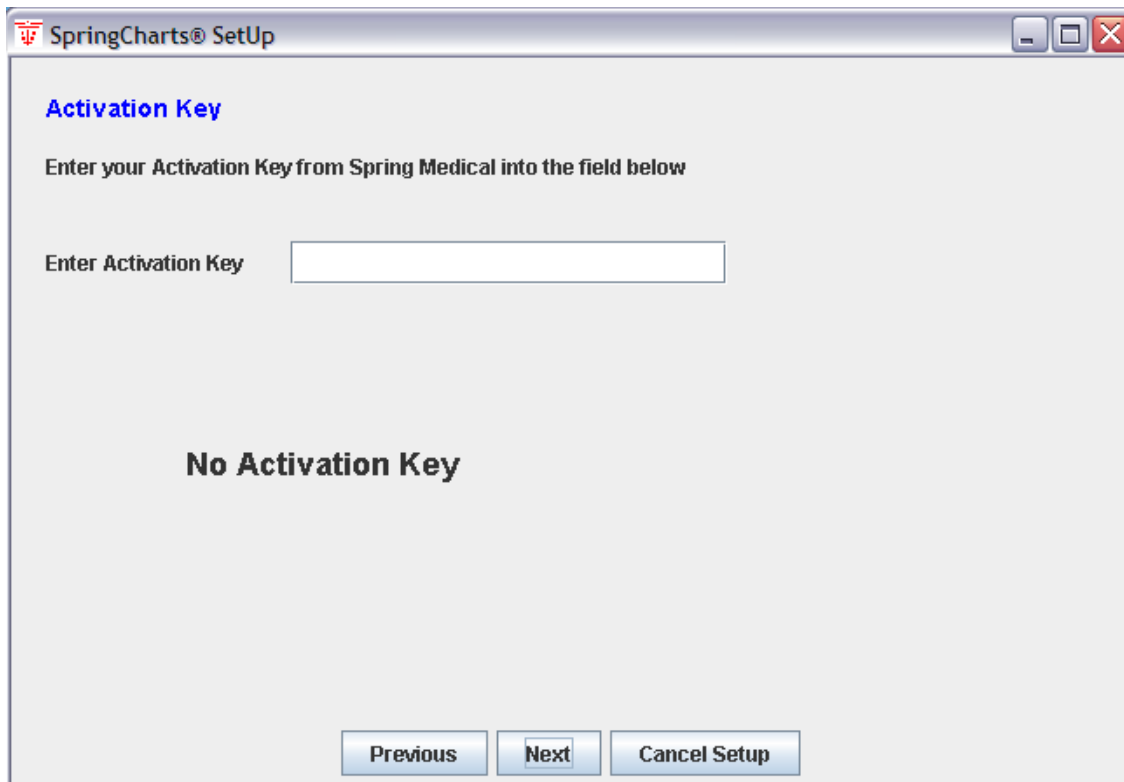 SpringCharts® SetUp
Activation Key
Enter your Activation Key from Spring Medical into the field below
Enter Activation Key
No Activation Key
Previous Next Cancel Setup